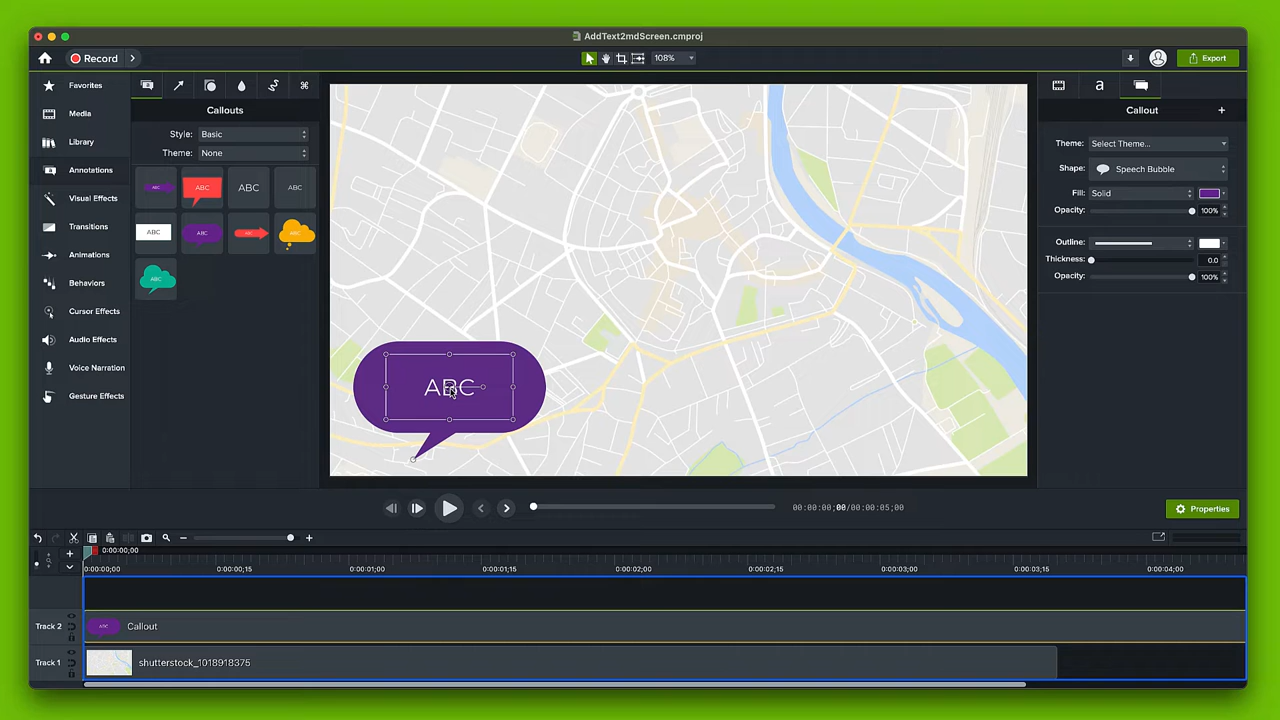 AddText2mdScreen.cmproj
Record
108%
Export
Favorites
Media
Library
Annotations
Visual Effects
Transitions
Animations
Behaviors
Cursor Effects
Audio Effects
Voice Narration
Gesture Effects
Callouts
Style: Basic
Theme: None
ABC ABC ABC ABC
ABC ABC ABC ABC
ABC
ABC
a
Callout
Theme: Select Theme...
Shape: Speech Bubble
Fill: Solid
Opacity: 100%
Outline:
Thickness: 0.0
Opacity: 100%
00:00:00;00/00:00:05;00
Properties
0:00:00;00
0:00:00;00 0:00:00;15 0:00:01;00 0:00:01;15 0:00:02;00 0:00:02;15 0:00:03;00 0:00:03;15 0:00:04;00
Track 2 ABC Callout
Track 1 shutterstock_1018918375